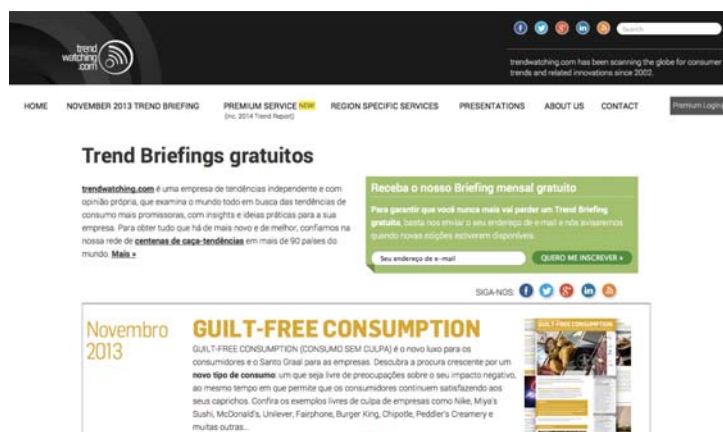 Search
trend
watching
.com
trendwatching.com has been scanning the globe for consumer
trends and related innovations since 2002.
HOME NOVEMBER 2013 TREND BRIEFING PREMIUM SERVICE NEW! REGION SPECIFIC SERVICES PRESENTATIONS ABOUT US CONTACT Premium Login
(inc. 2014 Trend Report)
Trend Briefings gratuitos
trendwatching.com é uma empresa de tendências independente e com
opinião própria, que examina o mundo todo em busca das tendências de
consumo mais promissoras, com insights e ideias práticas para a sua
empresa. Para obter tudo que há de mais novo e de melhor, confiamos na
nossa rede de centenas de caça-tendências em mais de 90 países do
mundo. Mais »
Receba o nosso Briefing mensal gratuito
Para garantir que você nunca mais vai perder um Trend Briefing
gratuito, basta nos enviar o seu endereço de e-mail e nós avisaremos
quando novas edições estiverem disponíveis.
Seu endereço de e-mail QUERO ME INSCREVER »
SIGA-NOS:
Novembro
2013
GUILT-FREE CONSUMPTION
GUILT-FREE CONSUMPTION (CONSUMO SEM CULPA) é o novo luxo para os
consumidores e o Santo Graal para as empresas. Descubra a procura crescente por um
novo tipo de consumo: um que seja livre de preocupações sobre o seu impacto negativo,
ao mesmo tempo em que permite que os consumidores continuem satisfazendo aos
seus caprichos. Confira os exemplos livres de culpa de empresas como Nike, Miya's
Sushi, McDonald's, Unilever, Fairphone, Burger King, Chipotle, Peddler's Creamery e
muitas outras...
GUILT-FREE CONSUMPTION